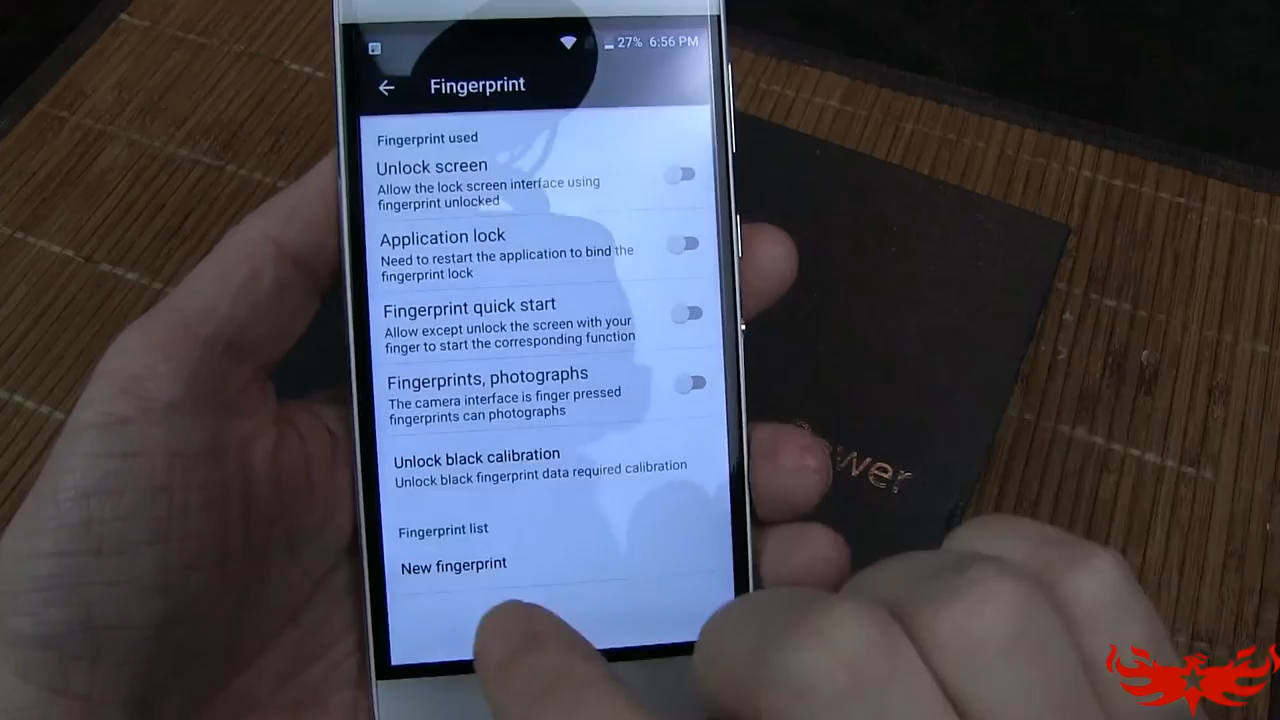 27% 6:56 PM
Fingerprint
Fingerprint used
Unlock screen
Allow the lock screen interface using
fingerprint unlocked
Application lock
Need to restart the application to bind the
fingerprint lock
Fingerprint quick start
Allow except unlock the screen with your
finger to start the corresponding function
Fingerprints, photographs
The camera interface is finger pressed
fingerprints can photographs
Unlock black calibration
Unlock black fingerprint data required calibration
Fingerprint list
New fingerprint